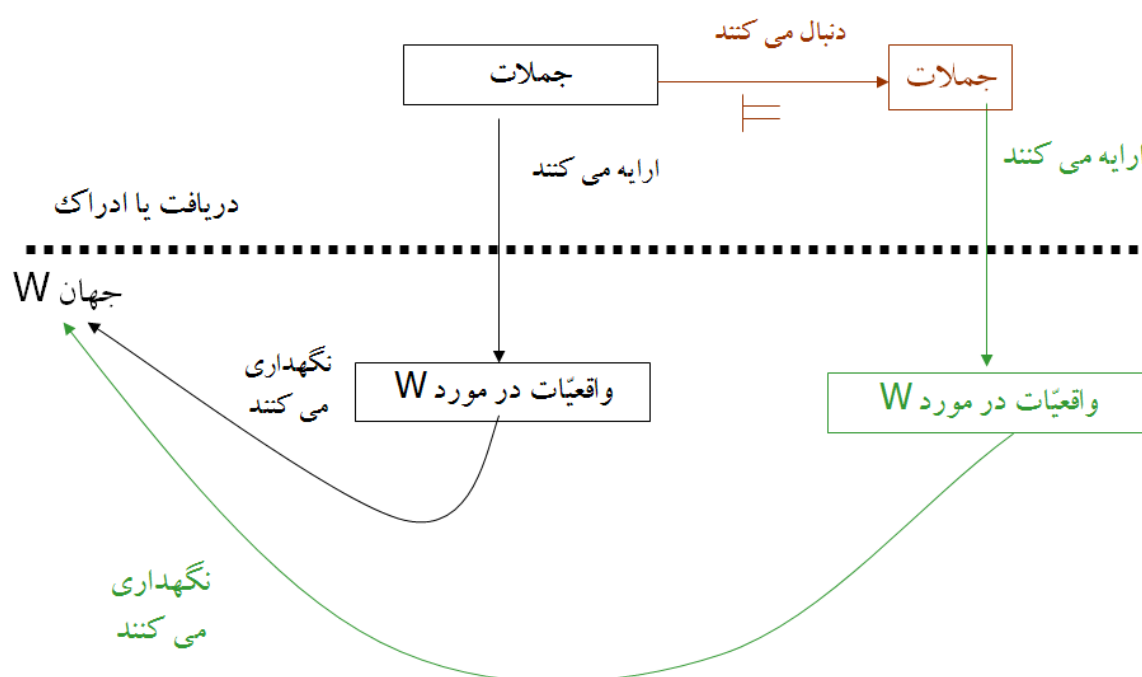 دنبال می کنند
جملات
جملات
ارایه می کنند
ارایه می کنند
دریافت یا ادراک
جهان W
نگهداری
می کنند
واقعیّات در مورد W
واقعیّات در مورد W
نگهداری
می کنند